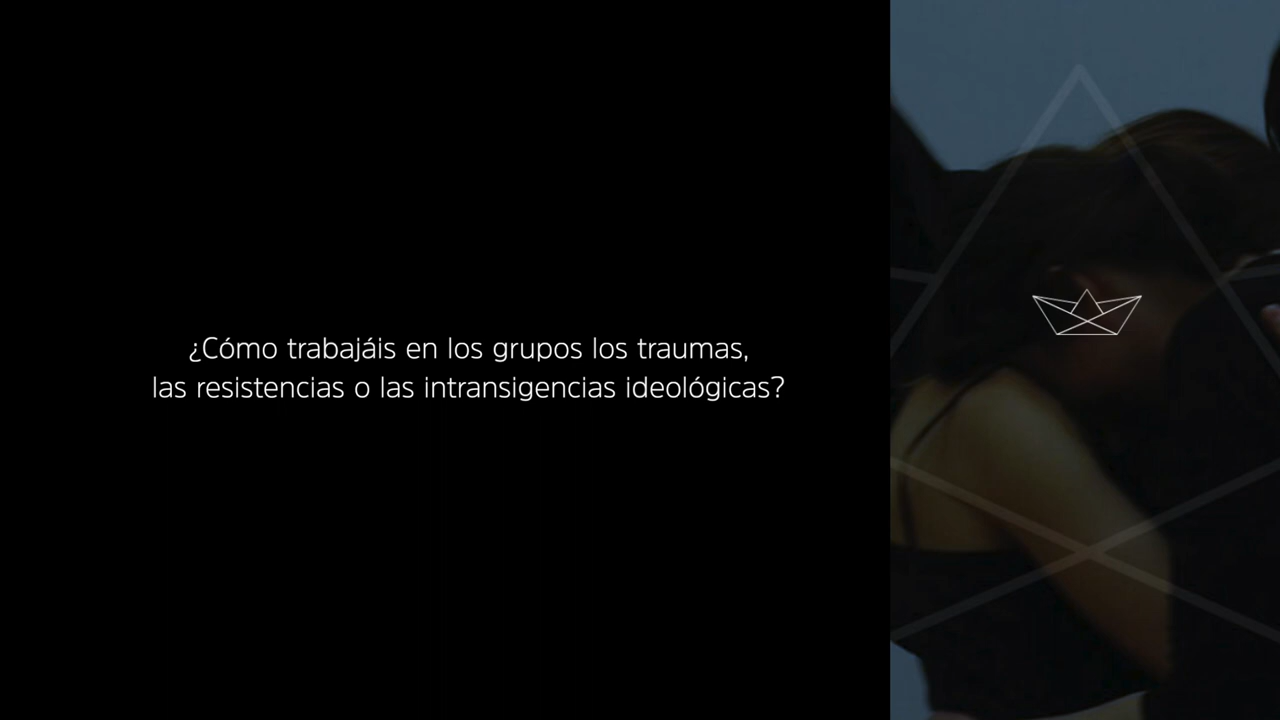 ¿Cómo trabajáis en los grupos los traumas,
las resistencias o las intransigencias ideológicas?